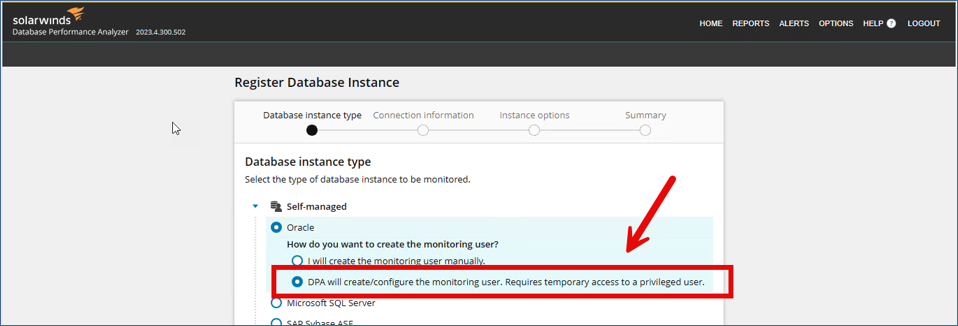 solarwinds
Database Performance Analyzer 2023.4.300.502
HOME REPORTS ALERTS OPTIONS HELP ? LOGOUT
Register Database Instance
Database instance type Connection information Instance options Summary
Database instance type
Select the type of database instance to be monitored.
Self-managed
Oracle
How do you want to create the monitoring user?
I will create the monitoring user manually.
DPA will create/configure the monitoring user. Requires temporary access to a privileged user.
Microsoft SQL Server
SAP Sybase ASE